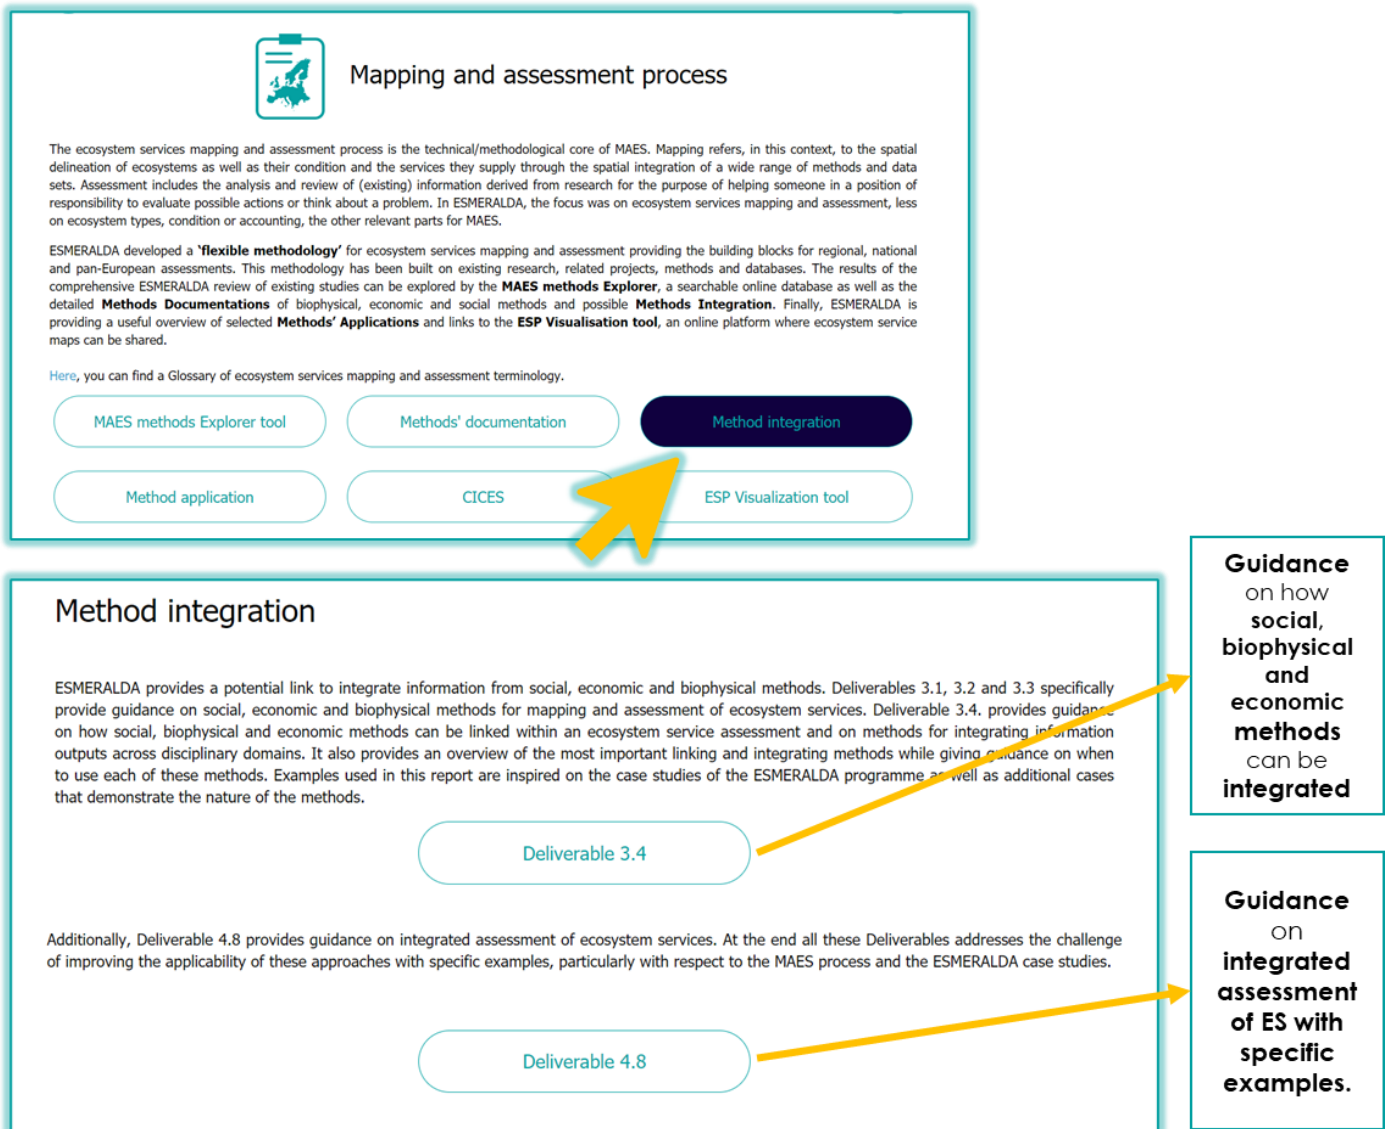 Mapping and assessment process
The ecosystem services mapping and assessment process is the technical/methodological core of MAES. Mapping refers, in this context, to the spatial
delineation of ecosystems as well as their condition and the services they supply through the spatial integration of a wide range of methods and data
sets. Assessment includes the analysis and review of (existing) information derived from research for the purpose of helping someone in a position of
responsibility to evaluate possible actions or think about a problem. In ESMERALDA, the focus was on ecosystem services mapping and assessment, less
on ecosystem types, condition or accounting, the other relevant parts for MAES.
ESMERALDA developed a 'flexible methodology' for ecosystem services mapping and assessment providing the building blocks for regional, national
and pan-European assessments. This methodology has been built on existing research, related projects, methods and databases. The results of the
comprehensive ESMERALDA review of existing studies can be explored by the MAES methods Explorer, a searchable online database as well as the
detailed Methods Documentations of biophysical, economic and social methods and possible Methods Integration. Finally, ESMERALDA is
providing a useful overview of selected Methods' Applications and links to the ESP Visualisation tool, an online platform where ecosystem service
maps can be shared.
Here, you can find a Glossary of ecosystem services mapping and assessment terminology.
MAES methods Explorer tool
Methods' documentation
Method integration
Method application
CICES
ESP Visualization tool
Method integration
ESMERALDA provides a potential link to integrate information from social, economic and biophysical methods. Deliverables 3.1, 3.2 and 3.3 specifically
provide guidance on social, economic and biophysical methods for mapping and assessment of ecosystem services. Deliverable 3.4. provides guidance
on how social, biophysical and economic methods can be linked within an ecosystem service assessment and on methods for integrating information
outputs across disciplinary domains. It also provides an overview of the most important linking and integrating methods while giving guidance on when
to use each of these methods. Examples used in this report are inspired on the case studies of the ESMERALDA programme as well as additional cases
that demonstrate the nature of the methods.
Deliverable 3.4
Additionally, Deliverable 4.8 provides guidance on integrated assessment of ecosystem services. At the end all these Deliverables addresses the challenge
of improving the applicability of these approaches with specific examples, particularly with respect to the MAES process and the ESMERALDA case studies.
Deliverable 4.8
Guidance
on how
social,
biophysical
and
economic
methods
can be
integrated
Guidance
on
integrated
assessment
of ES with
specific
examples.